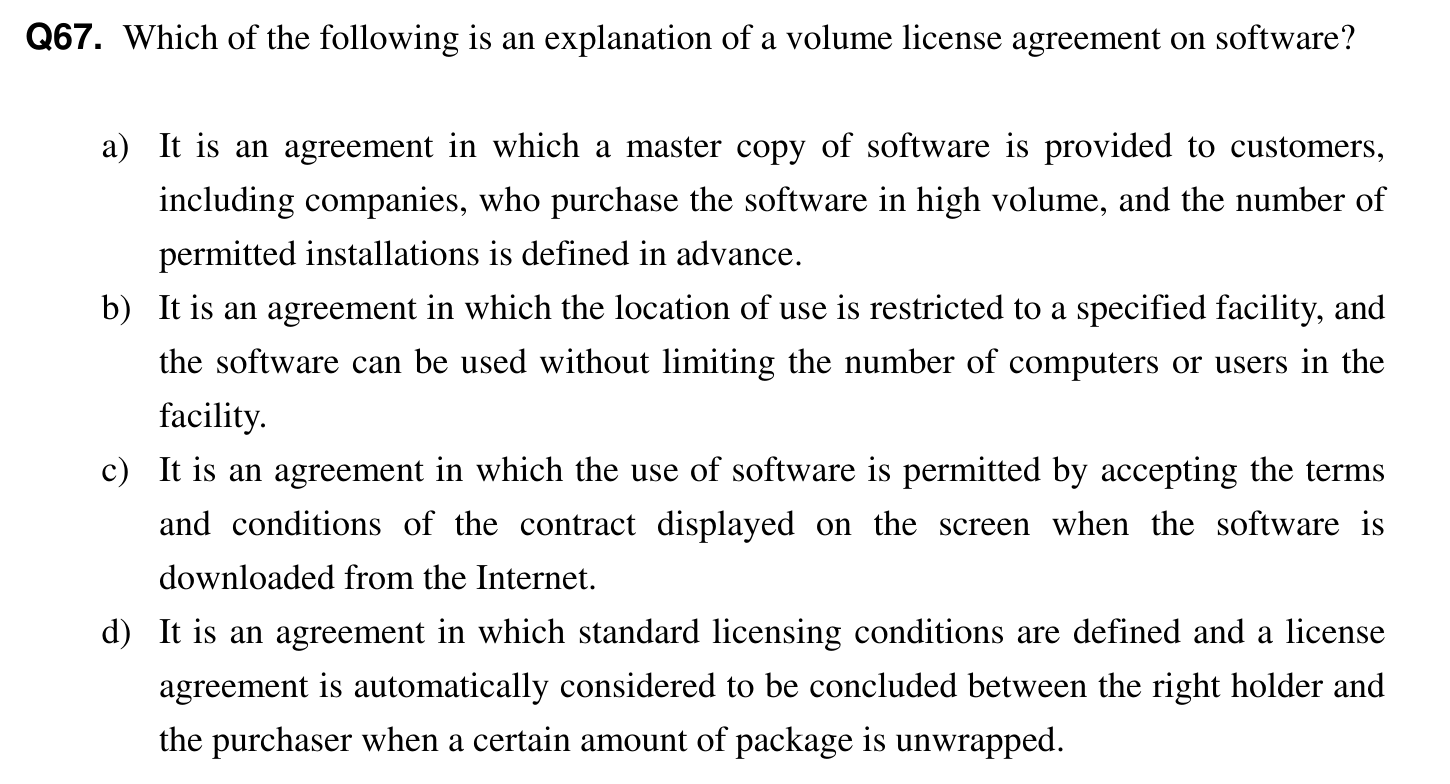 Q67. Which of the following is an explanation of a volume license agreement on software?
a) It is an agreement in which a master copy of software is provided to customers,
including companies, who purchase the software in high volume, and the number of
permitted installations is defined in advance.
b) It is an agreement in which the location of use is restricted to a specified facility, and
the software can be used without limiting the number of computers or users in the
facility.
c) It is an agreement in which the use of software is permitted by accepting the terms
and conditions of the contract displayed on the screen when the software is
downloaded from the Internet.
d) It is an agreement in which standard licensing conditions are defined and a license
agreement is automatically considered to be concluded between the right holder and
the purchaser when a certain amount of package is unwrapped.